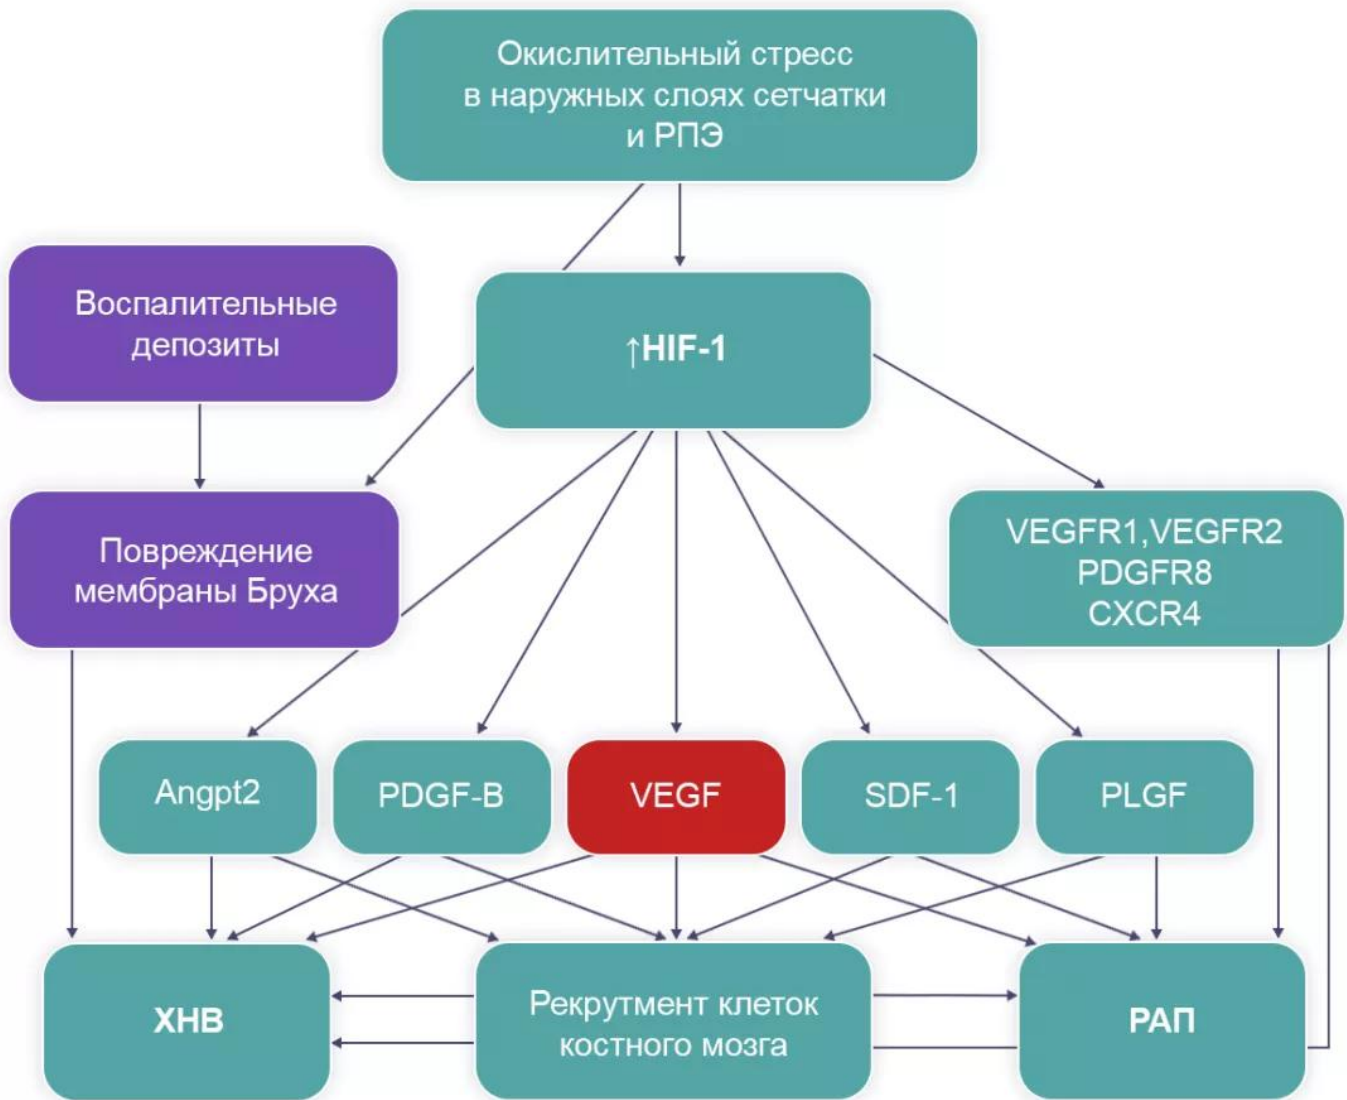 Окислительный стресс
в наружных слоях сетчатки
и РПЭ
Воспалительные
депозиты
↑HIF-1
Повреждение
мембраны Бруха
VEGFR1,VEGFR2
PDGFR8
CXCR4
Angpt2
PDGF-B
VEGF
SDF-1
PLGF
ХНВ
Рекрутмент клеток
костного мозга
РАП